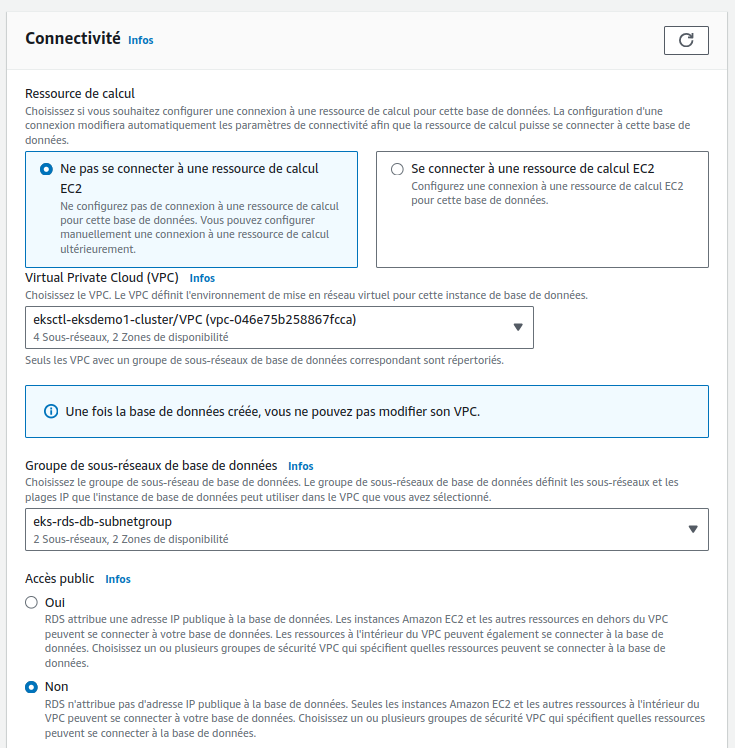 Connectivité Infos
Ressource de calcul
Choisissez si vous souhaitez configurer une connexion à une ressource de calcul pour cette base de données. La configuration d'une
connexion modifiera automatiquement les paramètres de connectivité afin que la ressource de calcul puisse se connecter à cette base de
données.
Ne pas se connecter à une ressource de calcul
EC2
Ne configurez pas de connexion à une ressource de calcul
pour cette base de données. Vous pouvez configurer
manuellement une connexion à une ressource de calcul
ultérieurement.
Se connecter à une ressource de calcul EC2
Configurez une connexion à une ressource de calcul EC2
pour cette base de données.
Virtual Private Cloud (VPC) Infos
Choisissez le VPC. Le VPC définit l'environnement de mise en réseau virtuel pour cette instance de base de données.
eksctl-eksdemo1-cluster/VPC (vpc-046e75b258867fcca)
4 Sous-réseaux, 2 Zones de disponibilité
Seuls les VPC avec un groupe de sous-réseaux de base de données correspondant sont répertoriés.
Une fois la base de données créée, vous ne pouvez pas modifier son VPC.
Groupe de sous-réseaux de base de données Infos
Choisissez le groupe de sous-réseau de base de données. Le groupe de sous-réseaux de base de données définit les sous-réseaux et les
plages IP que l'instance de base de données peut utiliser dans le VPC que vous avez sélectionné.
eks-rds-db-subnetgroup
2 Sous-réseaux, 2 Zones de disponibilité
Accès public Infos
Oui
RDS attribue une adresse IP publique à la base de données. Les instances Amazon EC2 et les autres ressources en dehors du VPC
peuvent se connecter à votre base de données. Les ressources à l'intérieur du VPC peuvent également se connecter à la base de
données. Choisissez un ou plusieurs groupes de sécurité VPC qui spécifient quelles ressources peuvent se connecter à la base de
données.
Non
RDS n'attribue pas d'adresse IP publique à la base de données. Seules les instances Amazon EC2 et les autres ressources à l'intérieur du
VPC peuvent se connecter à votre base de données. Choisissez un ou plusieurs groupes de sécurité VPC qui spécifient quelles ressources
peuvent se connecter à la base de données.